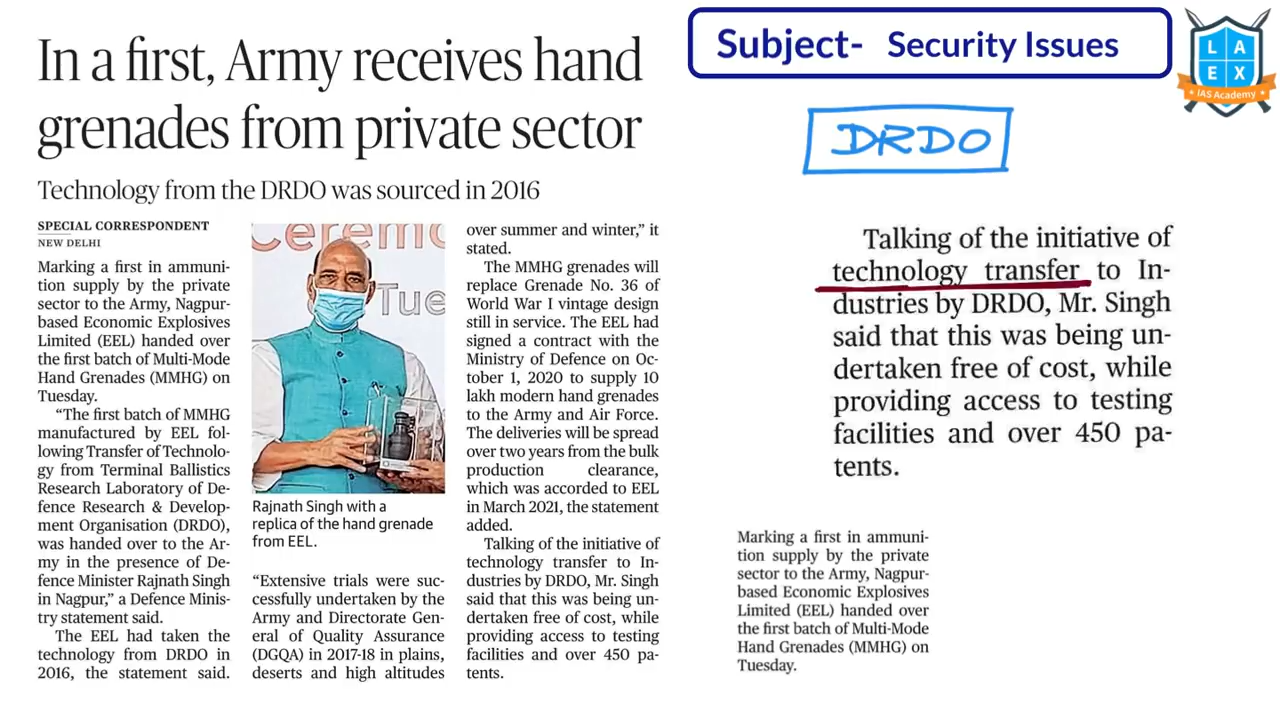 In a first, Army receives hand
grenades from private sector
Technology from the DRDO was sourced in 2016
SPECIAL CORRESPONDENT
NEW DELHI
Marking a first in ammuni-
tion supply by the private
sector to the Army, Nagpur-
based Economic Explosives
Limited (EEL) handed over
the first batch of Multi-Mode
Hand Grenades (MMHG) on
Tuesday.
“The first batch of MMHG
manufactured by EEL fol-
lowing Transfer of Technolo-
gy from Terminal Ballistics
Research Laboratory of De-
fence Research & Develop-
ment Organisation (DRDO),
was handed over to the Ar-
my in the presence of De-
fence Minister Rajnath Singh
in Nagpur,” a Defence Minis-
try statement said.
The EEL had taken the
technology from DRDO in
2016, the statement said.
Ceremo
Tue
Rajnath Singh with a
replica of the hand grenade
from EEL.
“Extensive trials were suc-
cessfully undertaken by the
Army and Directorate Gen-
eral of Quality Assurance
(DGQA) in 2017-18 in plains,
deserts and high altitudes
over summer and winter,” it
stated.
The MMHG grenades will
replace Grenade No. 36 of
World War I vintage design
still in service. The EEL had
signed a contract with the
Ministry of Defence on Oc-
tober 1, 2020 to supply 10
lakh modern hand grenades
to the Army and Air Force.
The deliveries will be spread
over two years from the bulk
production clearance,
which was accorded to EEL
in March 2021, the statement
added.
Talking of the initiative of
technology transfer to In-
dustries by DRDO, Mr. Singh
said that this was being un-
dertaken free of cost, while
providing access to testing
facilities and over 450 pa-
tents.
Subject- Security Issues
LA
EX
IAS Academy
DRDO
Talking of the initiative of
technology transfer to In-
dustries by DRDO, Mr. Singh
said that this was being un-
dertaken free of cost, while
providing access to testing
facilities and over 450 pa-
tents.
Marking a first in ammuni-
tion supply by the private
sector to the Army, Nagpur-
based Economic Explosives
Limited (EEL) handed over
the first batch of Multi-Mode
Hand Grenades (MMHG) on
Tuesday.